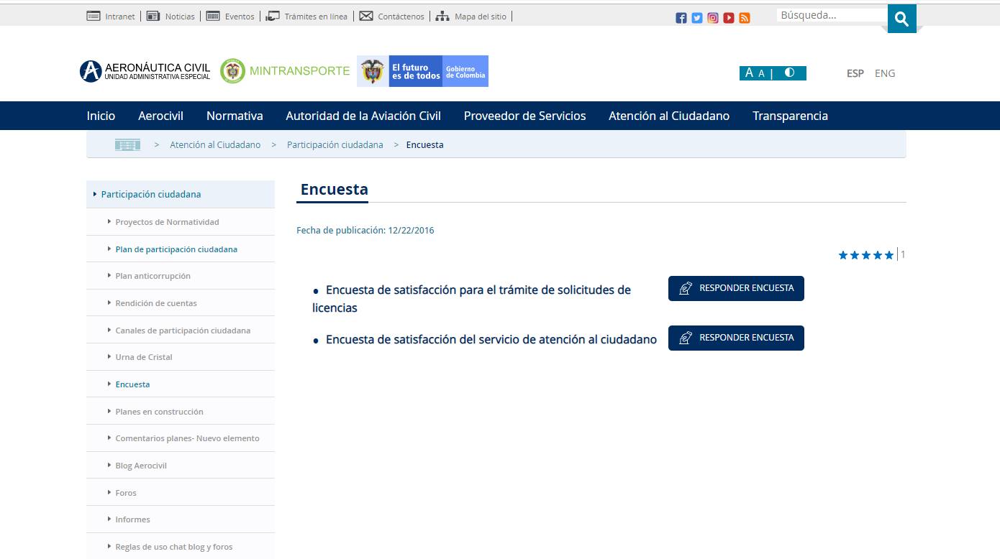 Intranet
Noticias
Eventos
Trámites en línea
Contáctenos
Mapa del sitio
Búsqueda...
AERONÁUTICA CIVIL
UNIDAD ADMINISTRATIVA ESPECIAL
MINTRANSPORTE
El futuro
es de todos
Gobierno
de Colombia
A A |
ESP ENG
Inicio
Aerocivil
Normativa
Autoridad de la Aviación Civil
Proveedor de Servicios
Atención al Ciudadano
Transparencia
> Atención al Ciudadano > Participación ciudadana > Encuesta
Participación ciudadana
Proyectos de Normatividad
Plan de participación ciudadana
Plan anticorrupción
Rendición de cuentas
Canales de participación ciudadana
Urna de Cristal
Encuesta
Planes en construcción
Comentarios planes- Nuevo elemento
Blog Aerocivil
Foros
Informes
Reglas de uso chat blog y foros
Encuesta
Fecha de publicación: 12/22/2016
1
• Encuesta de satisfacción para el trámite de solicitudes de
licencias
RESPONDER ENCUESTA
• Encuesta de satisfacción del servicio de atención al ciudadano
RESPONDER ENCUESTA